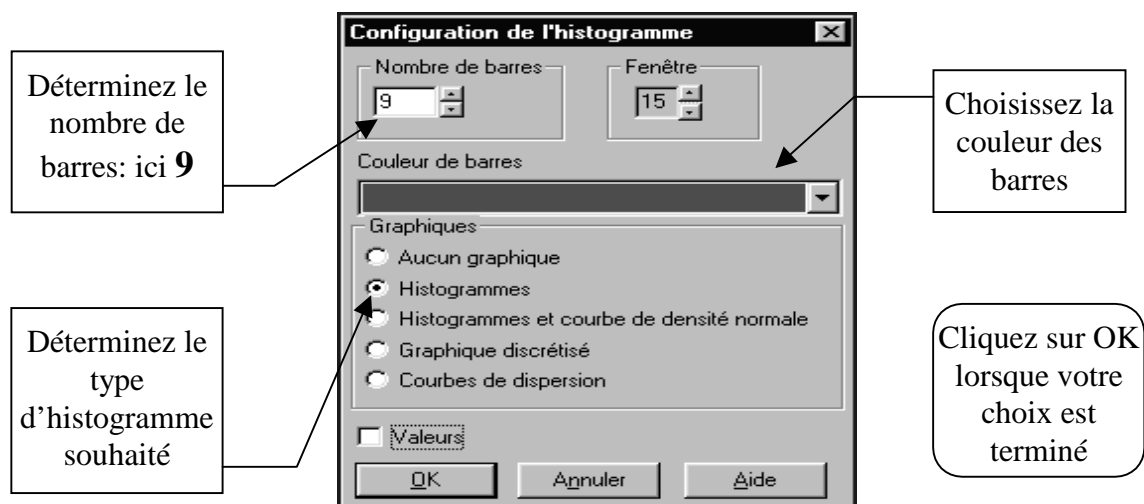 Configuration de l'histogramme
Déterminez le
nombre de
barres: ici 9
Nombre de barres
9
Fenêtre
15
Choisissez la
couleur des
barres
Couleur de barres
Graphiques
Aucun graphique
Histogrammes
Histogrammes et courbe de densité normale
Graphique discrétisé
Courbes de dispersion
Déterminez le
type
d'histogramme
souhaité
Cliquez sur OK
lorsque votre
choix est
terminé
Valeurs
OK
Annuler
Aide